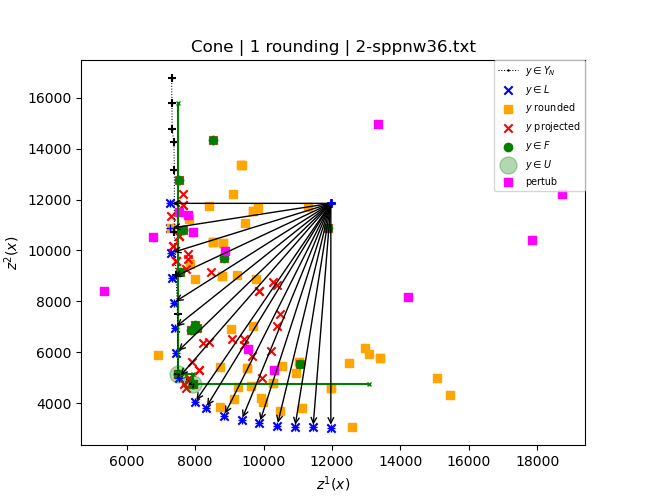 Cone | 1 rounding | 2-sppnw36.txt
y ∈ Y_N
y ∈ L
y rounded
y projected
y ∈ F
y ∈ U
pertub
16000
14000
12000
10000
8000
6000
4000
z²(x)
6000 8000 10000 12000 14000 16000 18000
z¹(x)